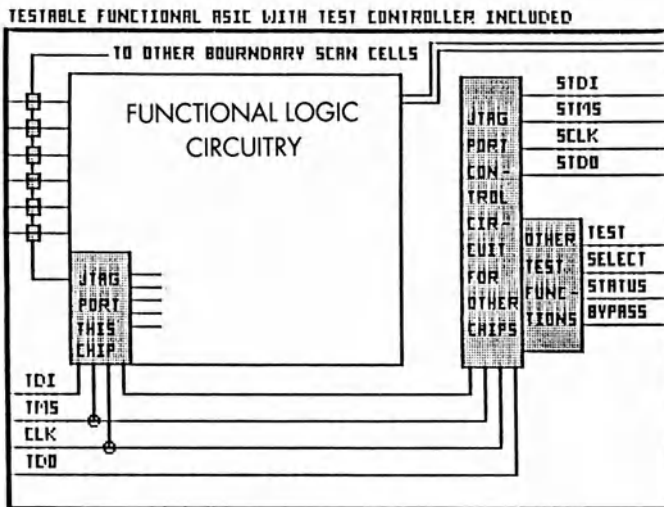 TESTABLE FUNCTIONAL ASIC WITH TEST CONTROLLER INCLUDED
TO OTHER BOURNDARY SCAN CELLS
FUNCTIONAL LOGIC
CIRCUITRY
JTAG
PORT
THIS
CHIP
JTAG
PORT
CON-
TROL
CIR-
CUIT
FOR
OTHER
CHIPS
OTHER
TEST
FUNC-
TIONS
STDI
STMS
SCLK
STDO
TEST
SELECT
STATUS
BYPASS
TDI
TMS
CLK
TDO